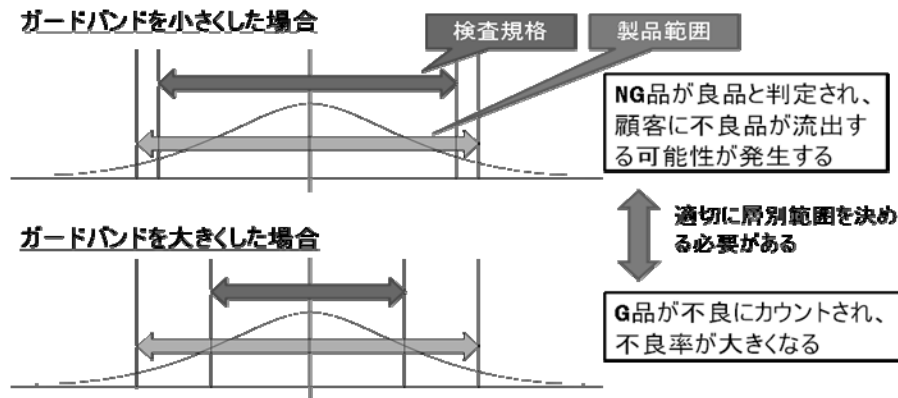 ガードバンドを小さくした場合
検査規格
製品範囲
NG品が良品と判定され、
顧客に不良品が流出す
る可能性が発生する
適切に層別範囲を決め
る必要がある
ガードバンドを大きくした場合
G品が不良にカウントされ、
不良率が大きくなる